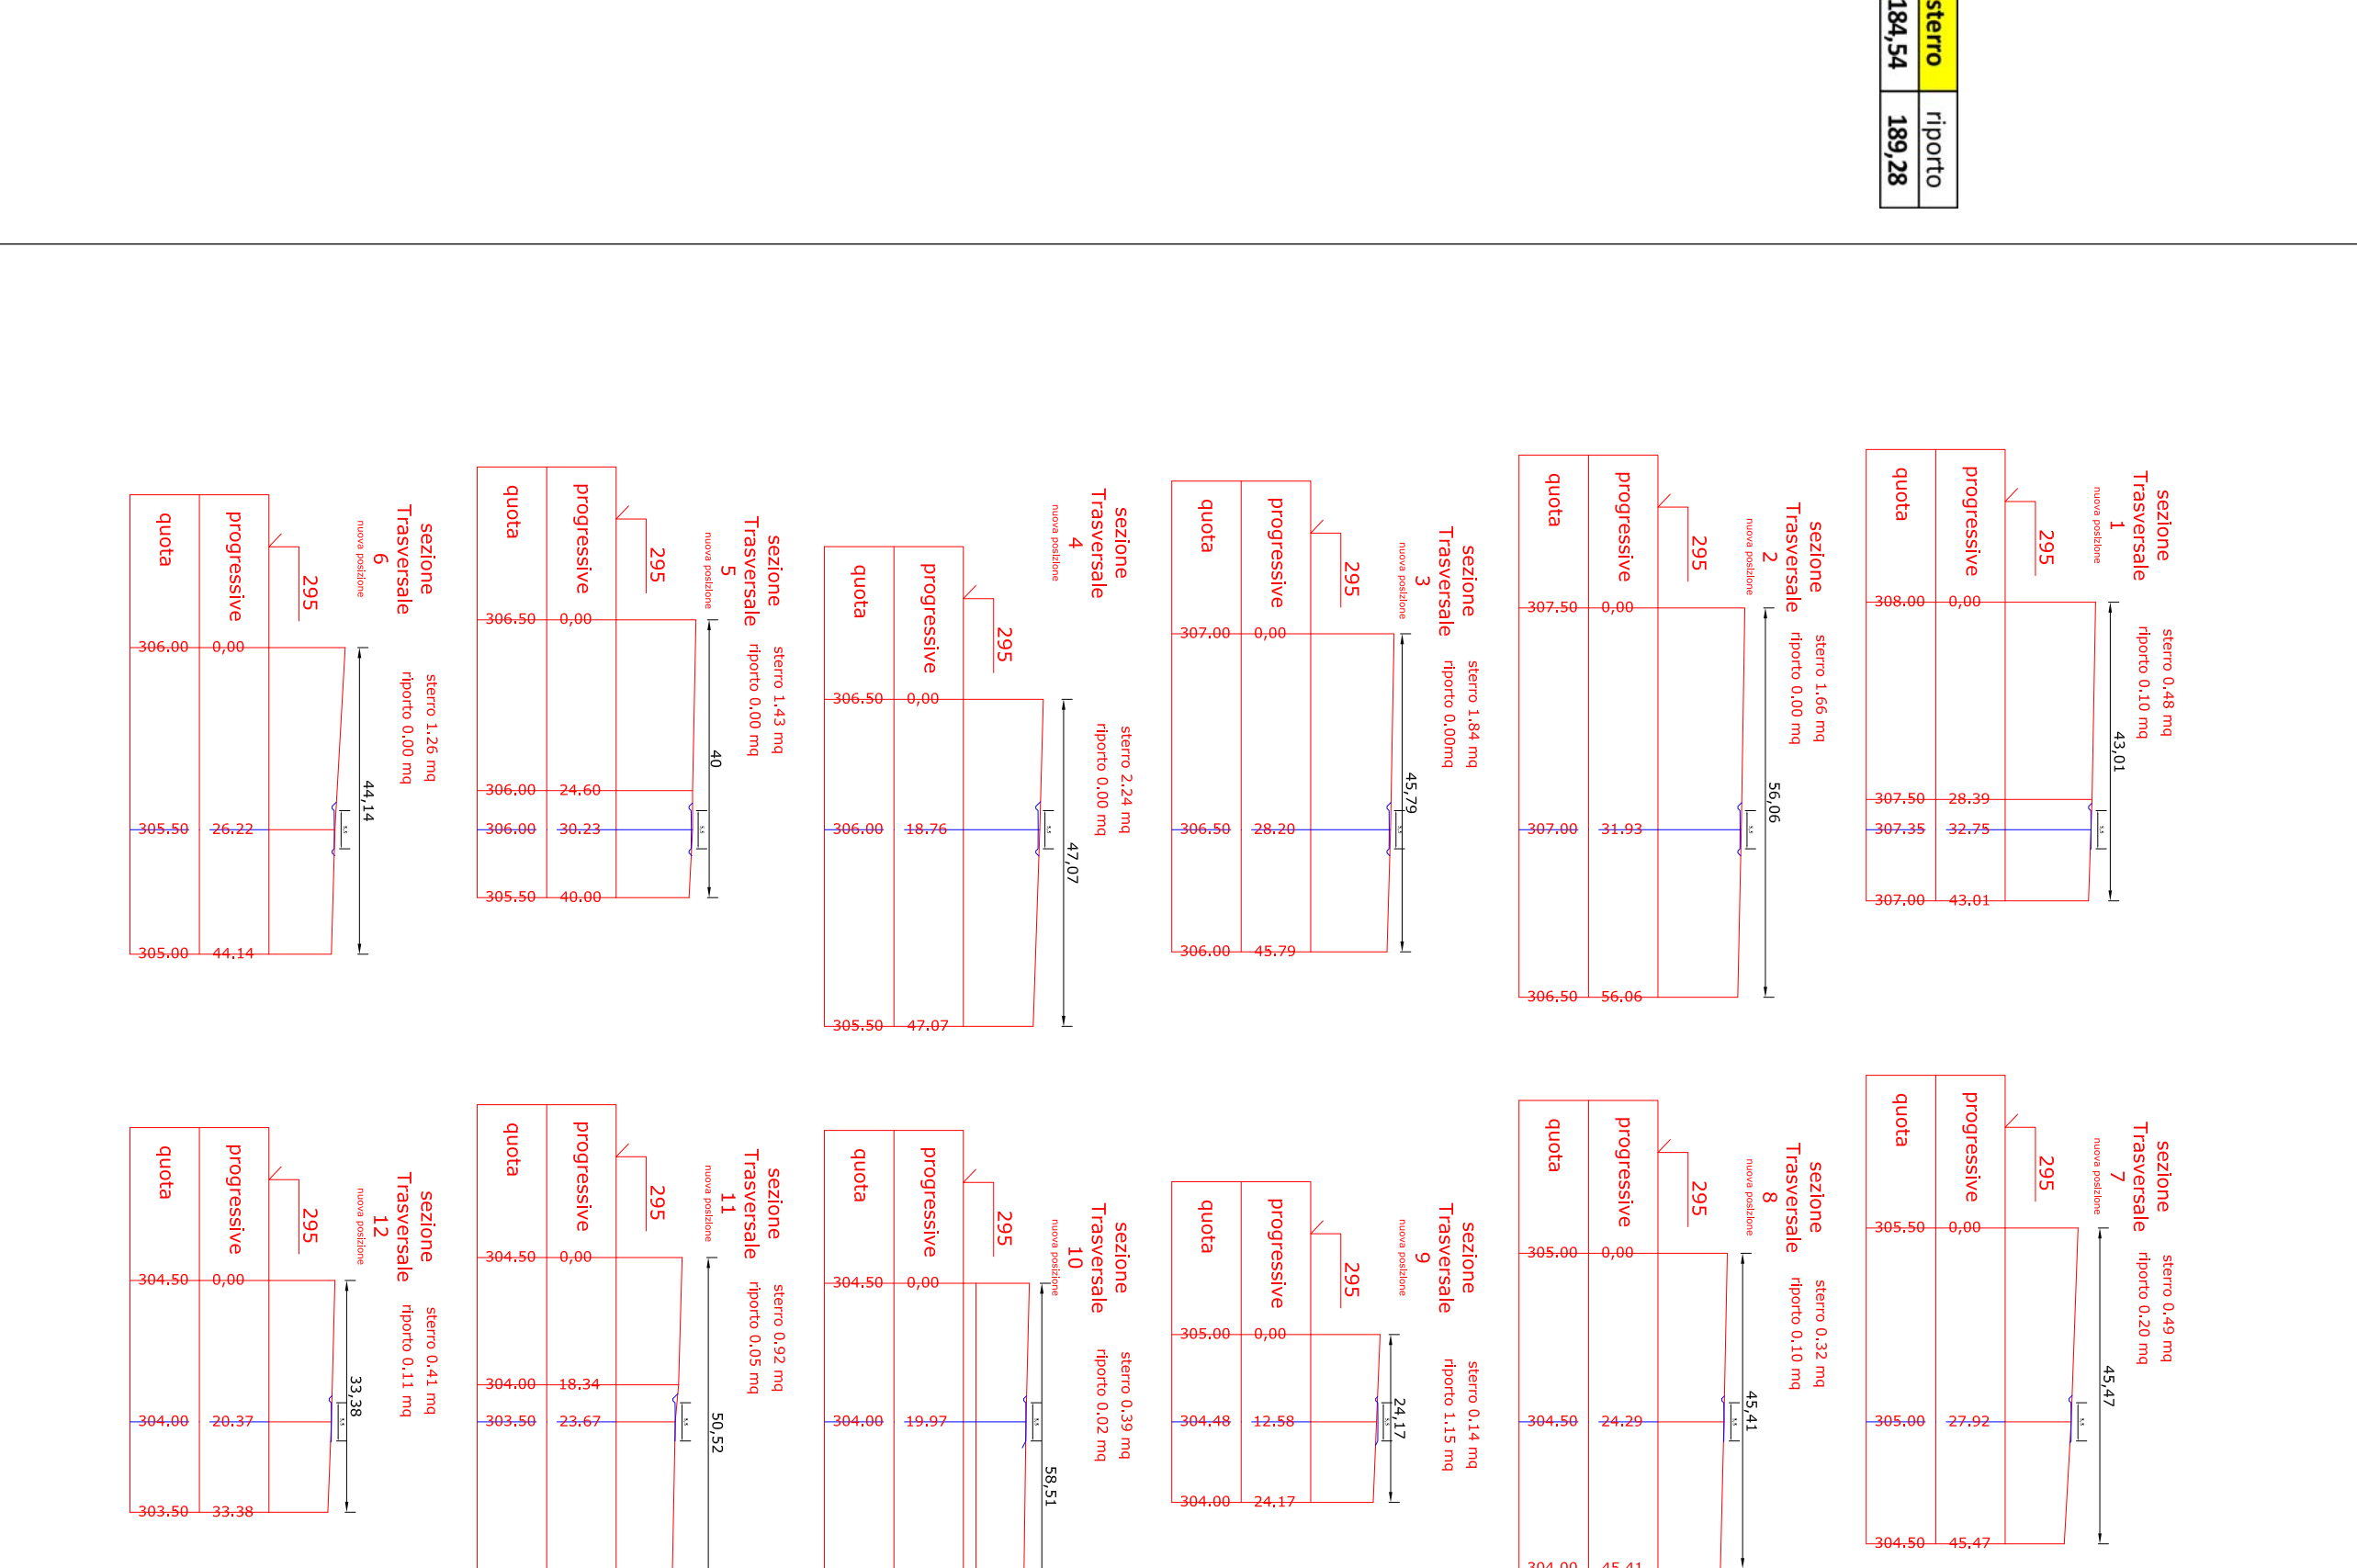 sterro riporto
184,54 189,28
sezione
Trasversale
1
nuova posizione
sterro 0.48 mq
riporto 0.10 mq
43,01
295
progressive 0,00 28.39 32.75 43.01
quota 308.00 307.50 307.35 307.00
sezione
Trasversale
2
nuova posizione
sterro 1.66 mq
riporto 0.00 mq
56,06
295
progressive 0,00 31.93 56.06
quota 307.50 307.00 306.50
sezione
Trasversale
3
nuova posizione
sterro 1.84 mq
riporto 0.00mq
45,79
295
progressive 0,00 28.20 45.79
quota 307.00 306.50 306.00
sezione
Trasversale
4
nuova posizione
sterro 2.24 mq
riporto 0.00 mq
47,07
295
progressive 0,00 18.76 47.07
quota 306.50 306.00 305.50
sezione
Trasversale
5
nuova posizione
sterro 1.43 mq
riporto 0.00 mq
40
295
progressive 0,00 24.60 30.23 40.00
quota 306.50 306.00 306.00 305.50
sezione
Trasversale
6
nuova posizione
sterro 1.26 mq
riporto 0.00 mq
44,14
295
progressive 0,00 26.22 44.14
quota 306.00 305.50 305.00
sezione
Trasversale
7
nuova posizione
sterro 0.49 mq
riporto 0.20 mq
45,47
295
progressive 0,00 27.92 45.47
quota 305.50 305.00 304.50
sezione
Trasversale
8
nuova posizione
sterro 0.32 mq
riporto 0.10 mq
45,41
295
progressive 0,00 24.29 45.41
quota 305.00 304.50 304.00
sezione
Trasversale
9
nuova posizione
sterro 0.14 mq
riporto 1.15 mq
24,17
295
progressive 0,00 12.58 24.17
quota 305.00 304.48 304.00
sezione
Trasversale
10
nuova posizione
sterro 0.39 mq
riporto 0.02 mq
58,51
295
progressive 0,00 19.97
quota 304.50 304.00
sezione
Trasversale
11
nuova posizione
sterro 0.92 mq
riporto 0.05 mq
50,52
295
progressive 0,00 18.34 23.67
quota 304.50 304.00 303.50
sezione
Trasversale
12
nuova posizione
sterro 0.41 mq
riporto 0.11 mq
33,38
295
progressive 0,00 20.37 33.38
quota 304.50 304.00 303.50